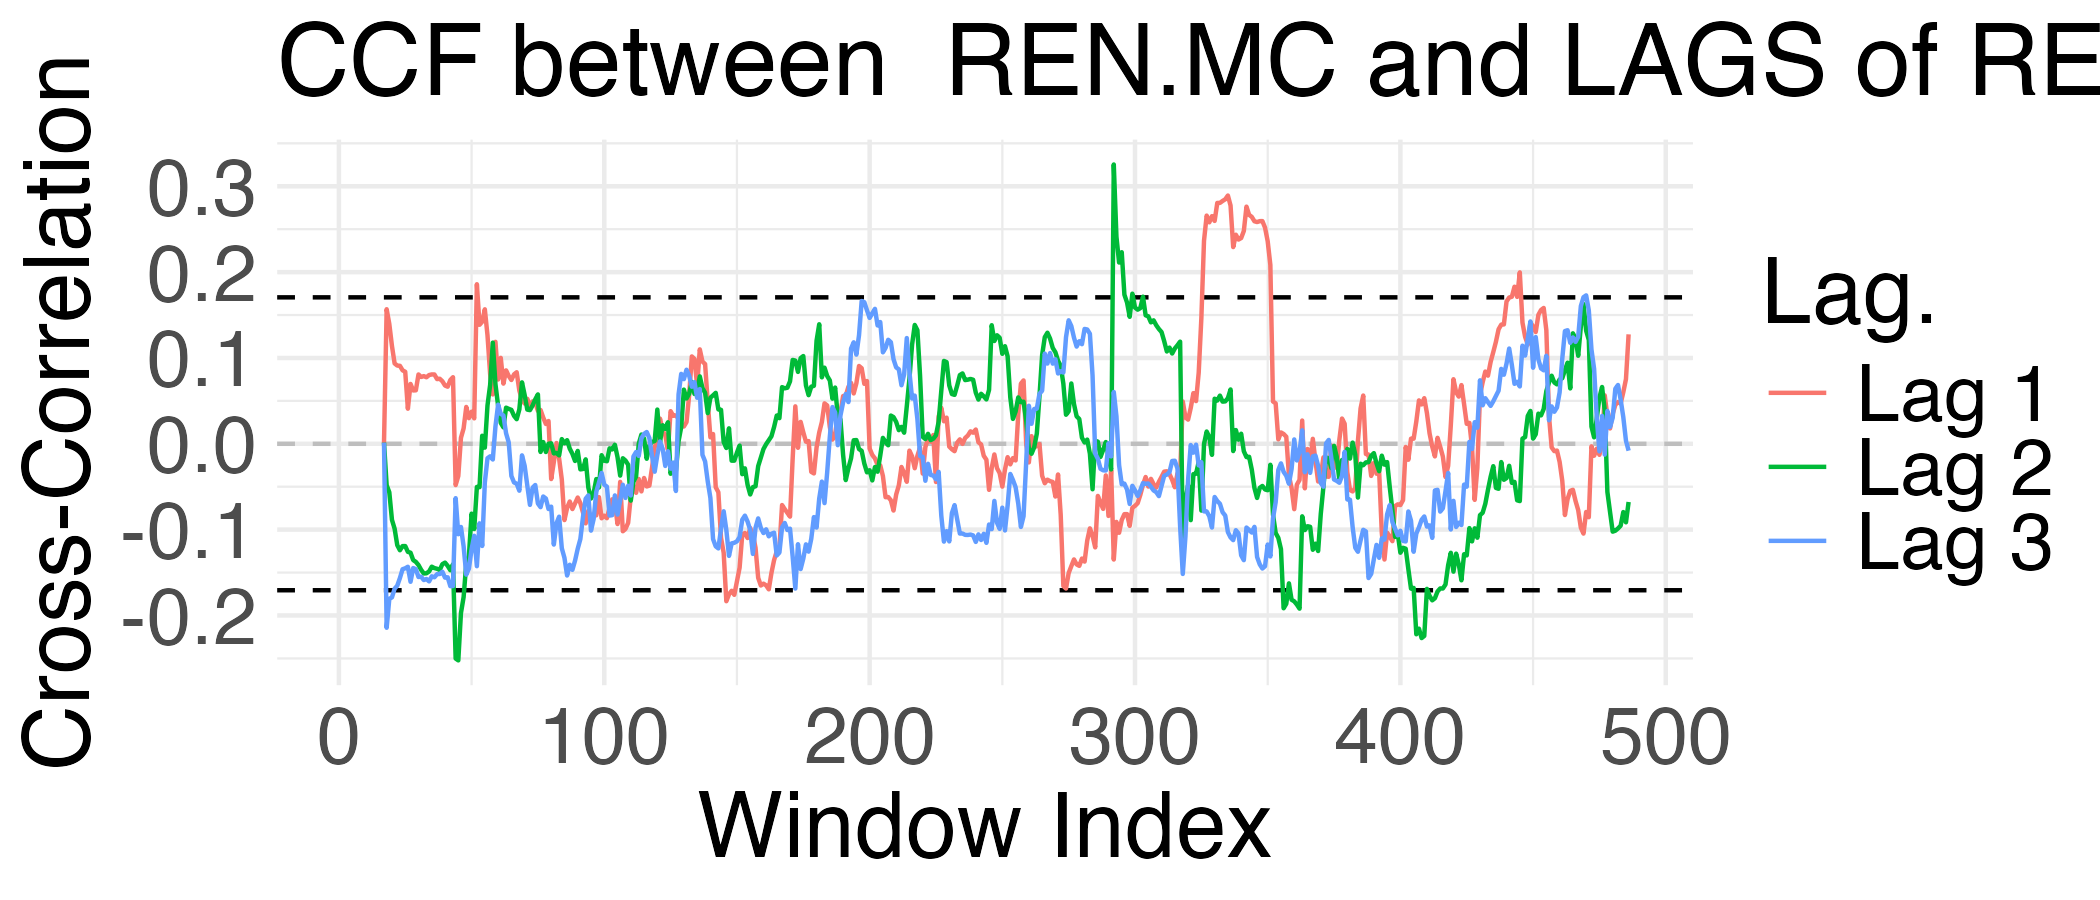 CCF between  REN.MC and LAGS of RE
Cross-Correlation
0.3
0.2
0.1
0.0
-0.1
-0.2
0 100 200 300 400 500
Window Index
Lag.
Lag 1
Lag 2
Lag 3